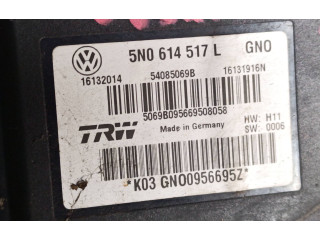 5N0 614 517 L GNO
16132014 54085069B 16131916N
5069B095669508058
TRW Made in Germany HW: H11
SW: 0006
*K03 GNO0956695Z*